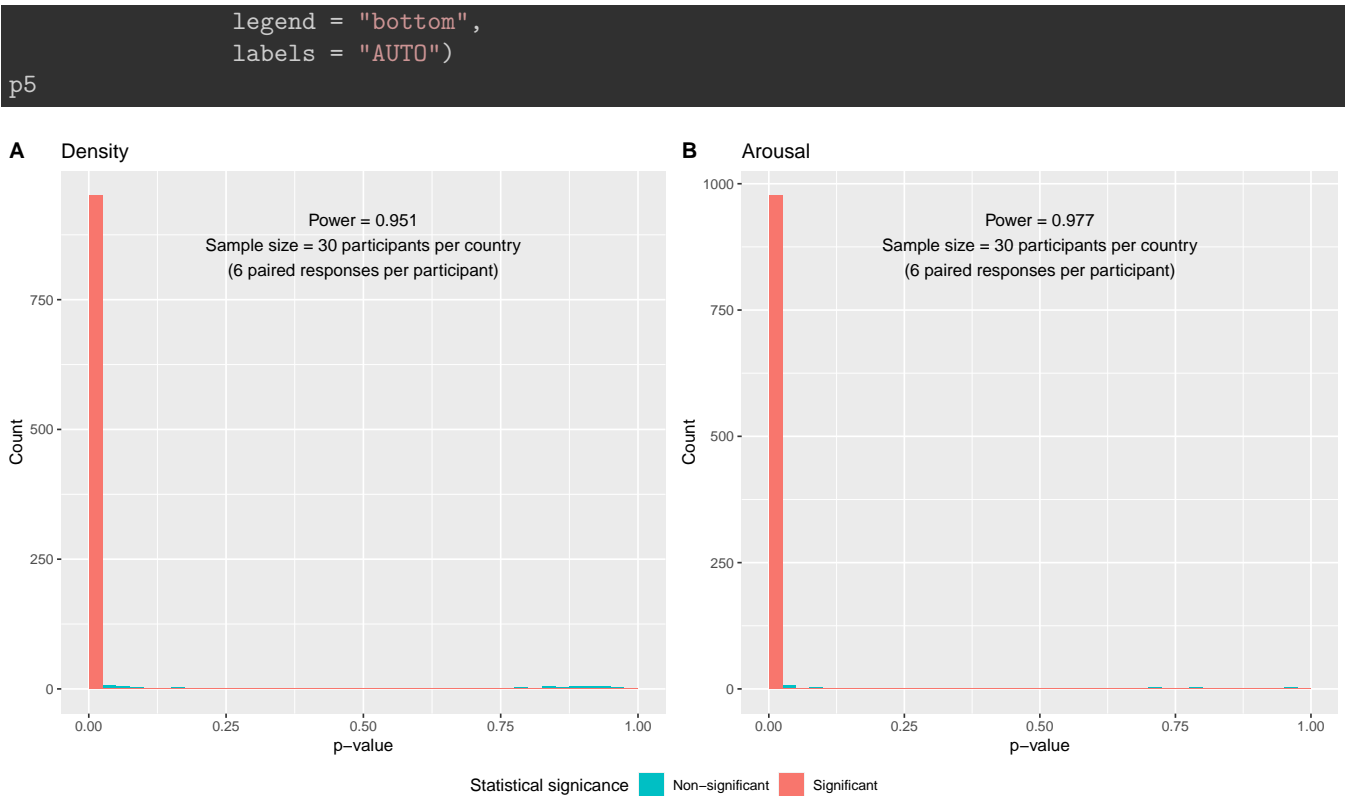 legend = "bottom",
labels = "AUTO")
p5
A Density
Power = 0.951
Sample size = 30 participants per country
(6 paired responses per participant)
750
500
250
0
Count
0.00 0.25 0.50 0.75 1.00
p−value
B Arousal
1000
Power = 0.977
Sample size = 30 participants per country
(6 paired responses per participant)
750
500
250
0
Count
0.00 0.25 0.50 0.75 1.00
p−value
Statistical signicance Non−significant Significant